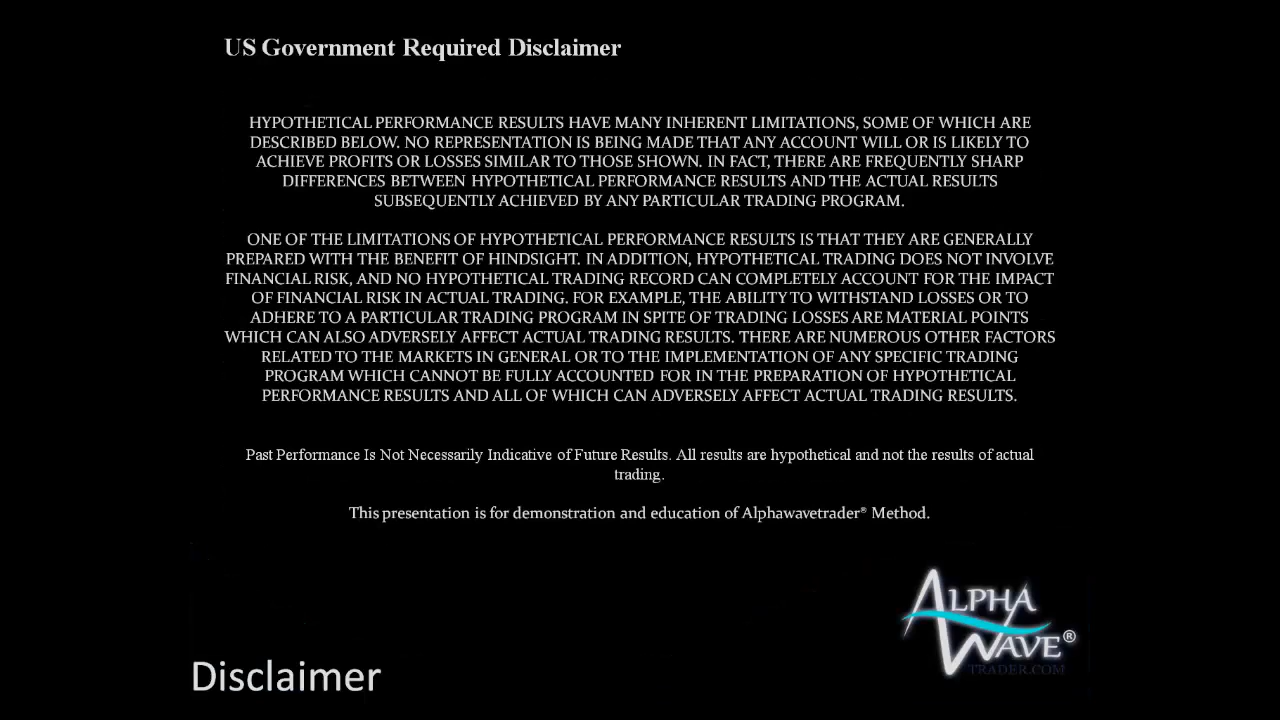 US Government Required Disclaimer
HYPOTHETICAL PERFORMANCE RESULTS HAVE MANY INHERENT LIMITATIONS, SOME OF WHICH ARE
DESCRIBED BELOW. NO REPRESENTATION IS BEING MADE THAT ANY ACCOUNT WILL OR IS LIKELY TO
ACHIEVE PROFITS OR LOSSES SIMILAR TO THOSE SHOWN. IN FACT, THERE ARE FREQUENTLY SHARP
DIFFERENCES BETWEEN HYPOTHETICAL PERFORMANCE RESULTS AND THE ACTUAL RESULTS
SUBSEQUENTLY ACHIEVED BY ANY PARTICULAR TRADING PROGRAM.
ONE OF THE LIMITATIONS OF HYPOTHETICAL PERFORMANCE RESULTS IS THAT THEY ARE GENERALLY
PREPARED WITH THE BENEFIT OF HINDSIGHT. IN ADDITION, HYPOTHETICAL TRADING DOES NOT INVOLVE
FINANCIAL RISK, AND NO HYPOTHETICAL TRADING RECORD CAN COMPLETELY ACCOUNT FOR THE IMPACT
OF FINANCIAL RISK IN ACTUAL TRADING. FOR EXAMPLE, THE ABILITY TO WITHSTAND LOSSES OR TO
ADHERE TO A PARTICULAR TRADING PROGRAM IN SPITE OF TRADING LOSSES ARE MATERIAL POINTS
WHICH CAN ALSO ADVERSELY AFFECT ACTUAL TRADING RESULTS. THERE ARE NUMEROUS OTHER FACTORS
RELATED TO THE MARKETS IN GENERAL OR TO THE IMPLEMENTATION OF ANY SPECIFIC TRADING
PROGRAM WHICH CANNOT BE FULLY ACCOUNTED FOR IN THE PREPARATION OF HYPOTHETICAL
PERFORMANCE RESULTS AND ALL OF WHICH CAN ADVERSELY AFFECT ACTUAL TRADING RESULTS.
Past Performance Is Not Necessarily Indicative of Future Results. All results are hypothetical and not the results of actual
trading.
This presentation is for demonstration and education of Alphawavetrader® Method.
ALPHA
WAVE®
TRADER.COM
Disclaimer